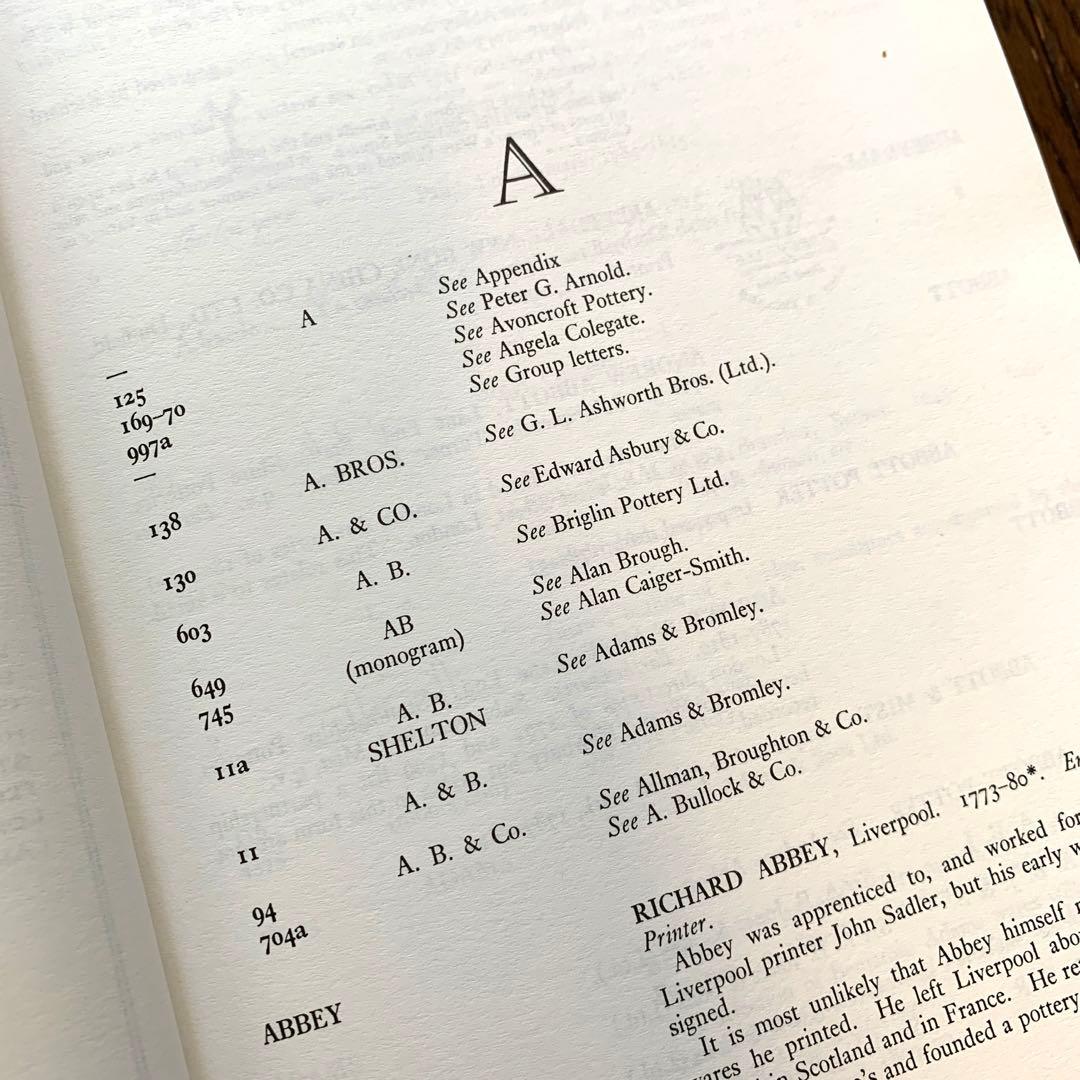 A
— A See Appendix
125 See Peter G. Arnold.
169–70 See Avoncroft Pottery.
997a See Angela Colegate.
— See Group letters.
138 A. BROS. See G. L. Ashworth Bros. (Ltd.).
130 A. & CO. See Edward Asbury & Co.
603 A. B. See Briglin Pottery Ltd.
649 AB See Alan Brough.
745 (monogram) See Alan Caiger-Smith.
11a A. B. See Adams & Bromley.
SHELTON
11 A. & B. See Adams & Bromley.
94 A. B. & Co. See Allman, Broughton & Co.
704a See A. Bullock & Co.
ABBEY RICHARD ABBEY, Liverpool. 1773–80*.
Printer.
Abbey was apprenticed to, and worked for
Liverpool printer John Sadler, but his early
signed.
It is most unlikely that Abbey himself
he printed. He left Liverpool
in Scotland and in France. He
and founded a pottery